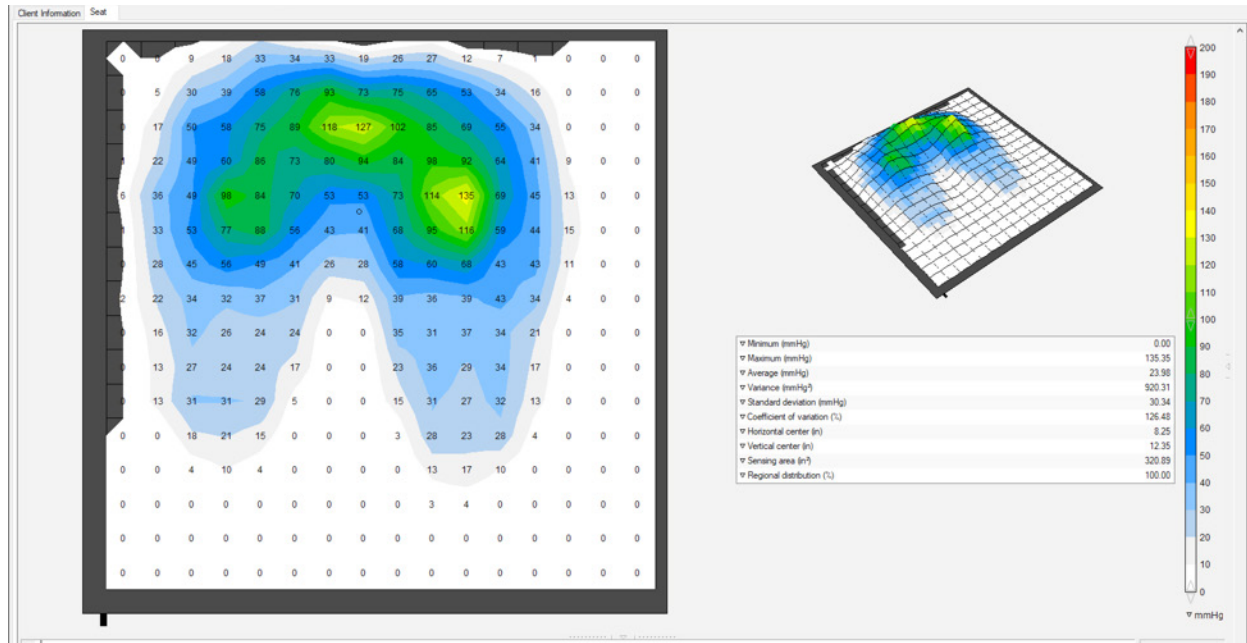 Client Information Seat
0 0 9 18 33 34 33 19 26 27 12 7 1 0 0 0
0 5 30 39 58 76 93 73 75 65 53 34 16 0 0 0
0 17 50 58 75 89 118 127 102 85 69 55 34 0 0 0
1 22 49 60 86 73 80 94 84 98 92 64 41 9 0 0
6 36 49 98 84 70 53 53 73 114 135 69 45 13 0 0
1 33 53 77 88 56 43 41 68 95 116 59 44 15 0 0
0 28 45 56 49 41 26 28 58 60 68 43 43 11 0 0
2 22 34 32 37 31 9 12 39 36 39 43 34 4 0 0
0 16 32 26 24 24 0 0 35 31 37 34 21 0 0 0
0 13 27 24 24 17 0 0 23 36 29 34 17 0 0 0
0 13 31 31 29 5 0 0 15 31 27 32 13 0 0 0
0 0 18 21 15 0 0 0 3 28 23 28 4 0 0 0
0 0 4 10 4 0 0 0 0 13 17 10 0 0 0 0
0 0 0 0 0 0 0 0 0 3 4 0 0 0 0 0
0 0 0 0 0 0 0 0 0 0 0 0 0 0 0 0
0 0 0 0 0 0 0 0 0 0 0 0 0 0 0 0
Minimum (mmHg) 0.00
Maximum (mmHg) 135.35
Average (mmHg) 23.98
Variance (mmHg²) 920.31
Standard deviation (mmHg) 30.34
Coefficient of variation (%) 126.48
Horizontal center (in) 8.25
Vertical center (in) 12.35
Sensing area (in²) 320.89
Regional distribution (%) 100.00
200
190
180
170
160
150
140
130
120
110
100
90
80
70
60
50
40
30
20
10
0
mmHg